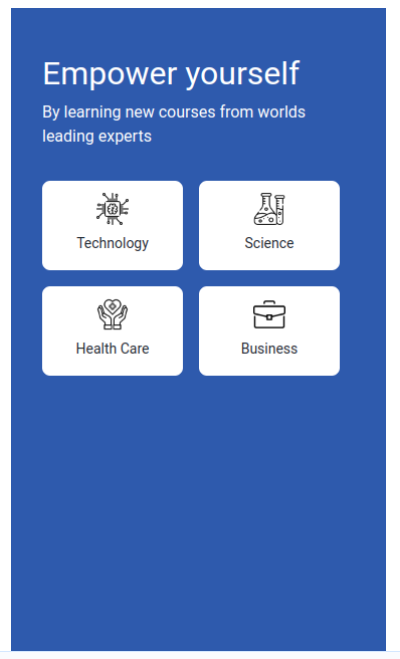 Empower yourself
By learning new courses from worlds
leading experts
Technology
Science
Health Care
Business